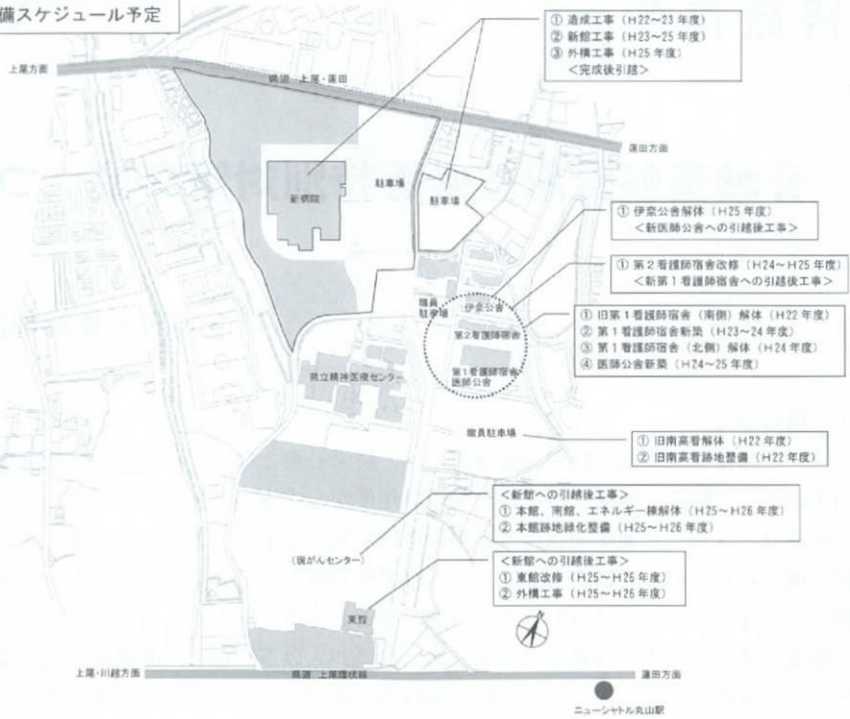 備スケジュール予定
① 造成工事（H22～23年度）
② 新館工事（H23～25年度）
③ 外構工事（H25年度）
＜完成後引越＞
上尾方面
県道 上尾・蓮田
蓮田方面
新病院
駐車場
駐車場
① 伊奈公舎解体（H25年度）
＜新医師公舎への引越後工事＞
① 第２看護師宿舎改修（H24～H25年度）
＜新第１看護師宿舎への引越後工事＞
職員
駐車場
伊奈公舎
第２看護師宿舎
第１看護師宿舎
医師公舎
① 旧第１看護師宿舎（南側）解体（H22年度）
② 第１看護師宿舎新築（H23～24年度）
③ 第１看護師宿舎（北側）解体（H24年度）
④ 医師公舎新築（H24～25年度）
県立精神医療センター
職員駐車場
① 旧南高看解体（H22年度）
② 旧南高看跡地整備（H22年度）
＜新館への引越後工事＞
① 本館、南館、エネルギー棟解体（H25～H26年度）
② 本館跡地緑化整備（H25～H26年度）
（現がんセンター）
＜新館への引越後工事＞
① 東館改修（H25～H26年度）
② 外構工事（H25～H26年度）
東館
N
上尾・川越方面
県道 上尾環状線
蓮田方面
ニューシャトル丸山駅